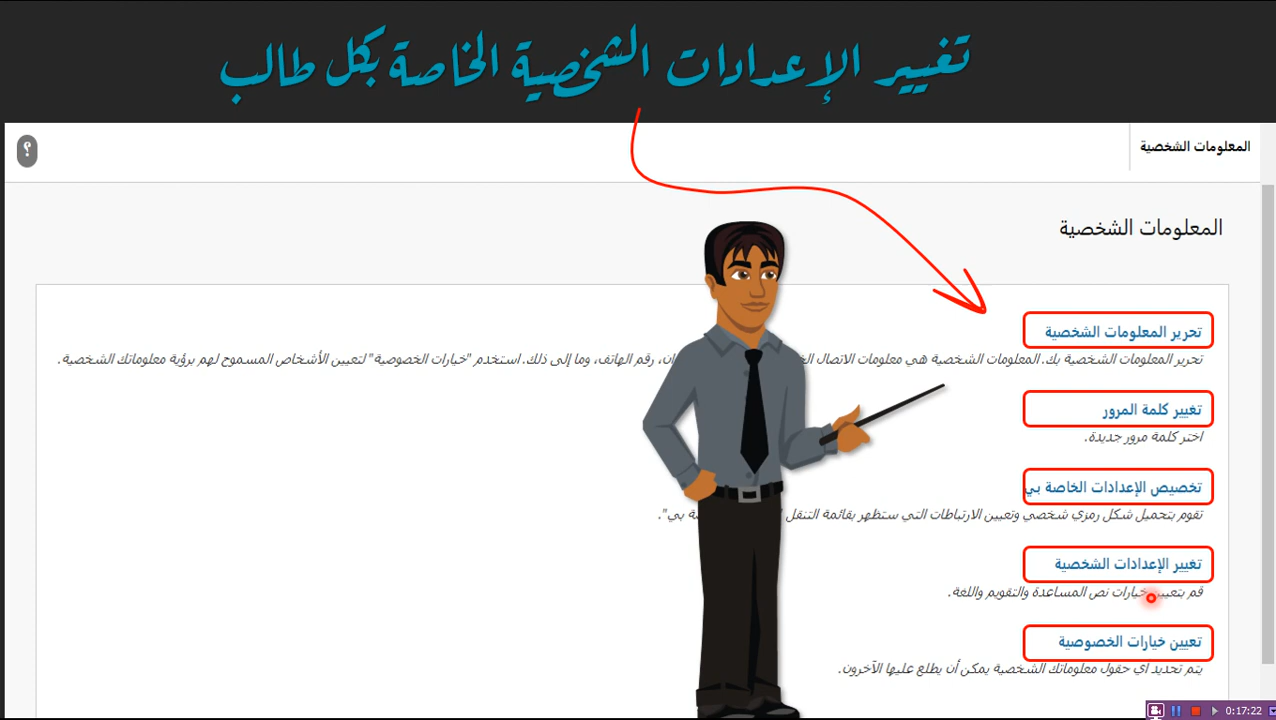 تغيير الإعدادات الشخصية الخاصة بكل طالب
المعلومات الشخصية
؟
المعلومات الشخصية
تحرير المعلومات الشخصية
تحرير المعلومات الشخصية بك. المعلومات الشخصية هي معلومات الاتصال ان، رقم الهاتف، وما إلى ذلك. استخدم "خيارات الخصوصية" لتعيين الأشخاص المسموح لهم برؤية معلوماتك الشخصية.
تغيير كلمة المرور
اختر كلمة مرور جديدة.
تخصيص الإعدادات الخاصة بي
تقوم بتحميل شكل رمزي شخصي وتعيين الارتباطات التي ستظهر بقائمة التنقل "ـة بي".
تغيير الإعدادات الشخصية
قم بتعيين خيارات نص المساعدة والتقويم واللغة.
تعيين خيارات الخصوصية
يتم تحديد اي حقول معلوماتك الشخصية يمكن أن يطلع عليها الآخرون.
0:17:22